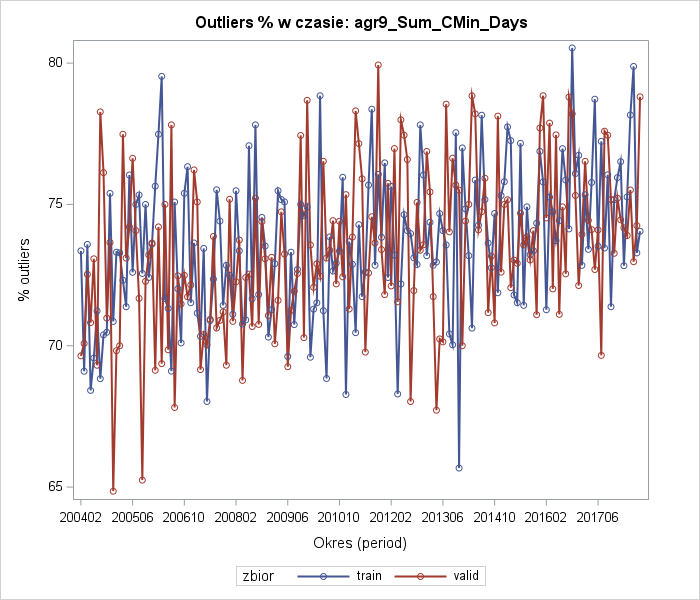 Outliers % w czasie: agr9_Sum_CMin_Days
% outliers
80
75
70
65
200402 200506 200610 200802 200906 201010 201202 201306 201410 201602 201706
Okres (period)
zbior train valid